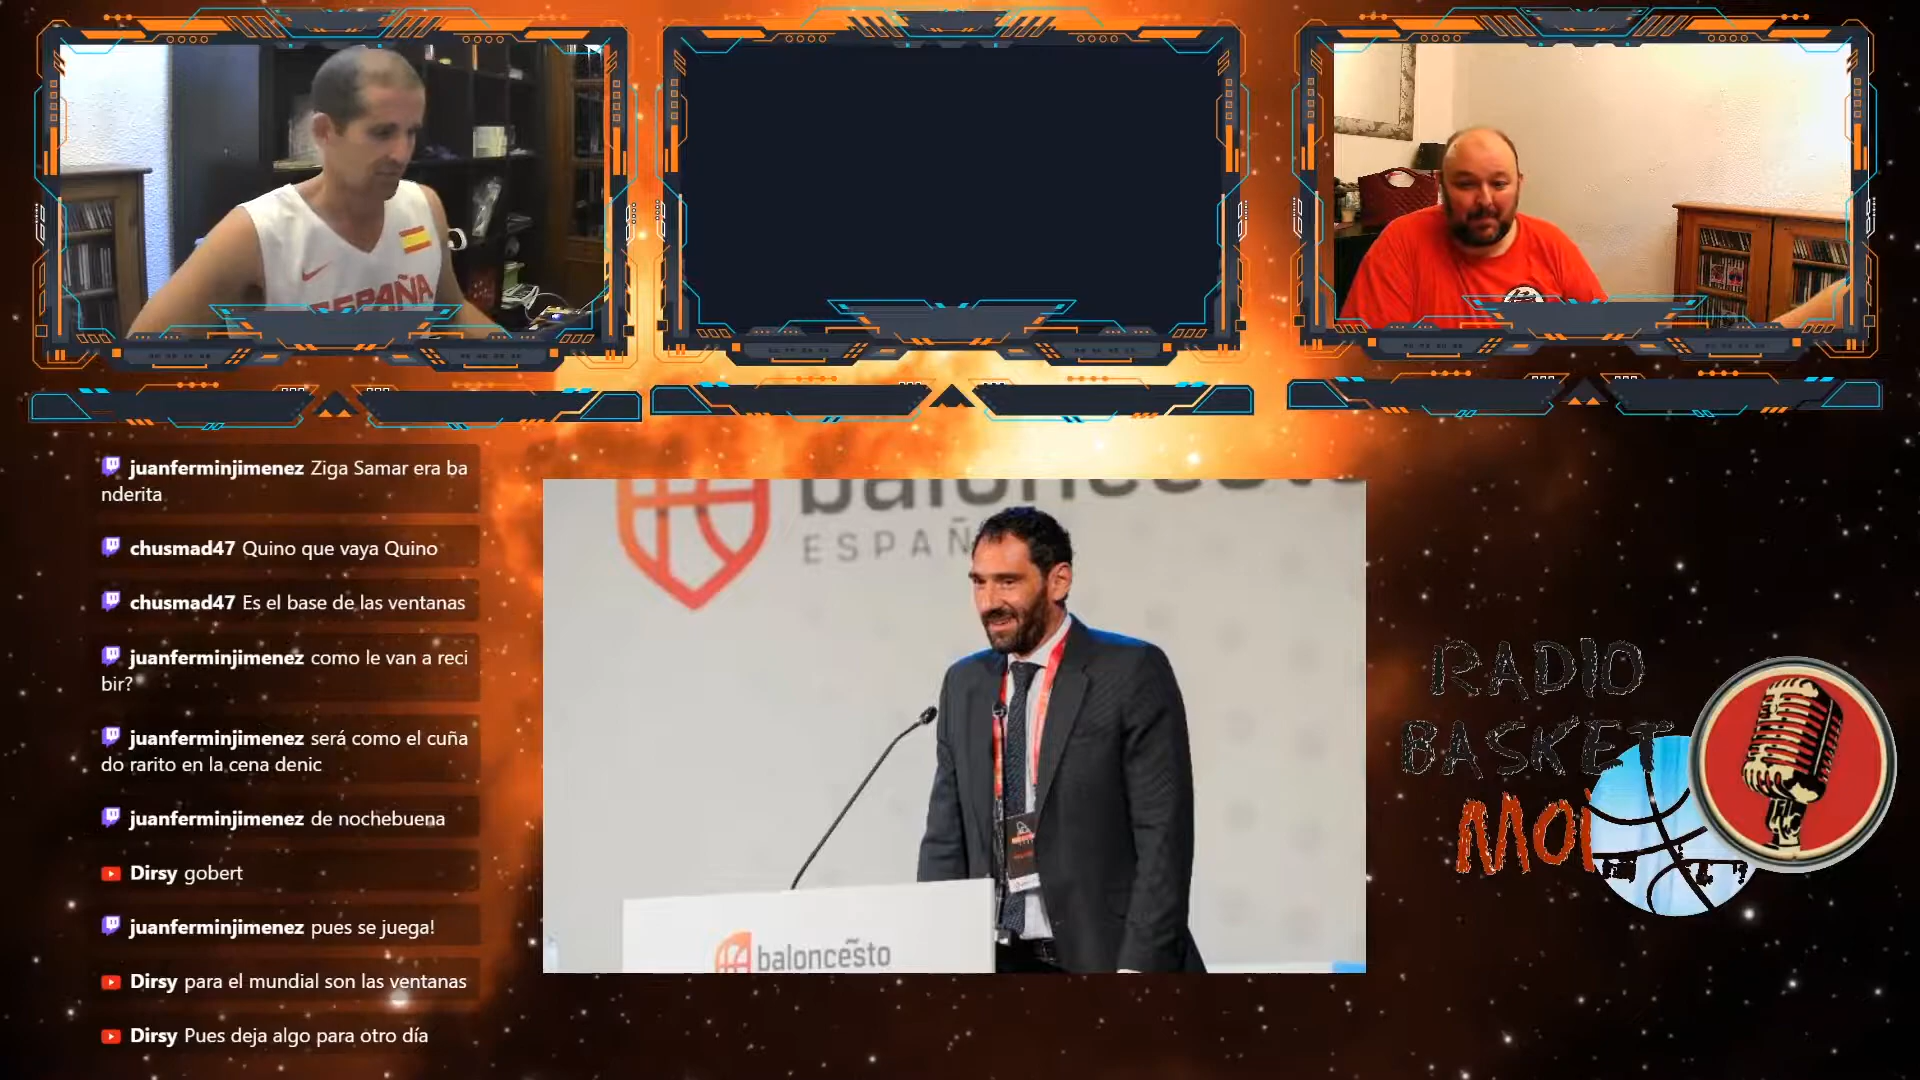 ESPAÑA
juanferminjimenez Ziga Samar era ba
nderita
chusmad47 Quino que vaya Quino
chusmad47 Es el base de las ventanas
juanferminjimenez como le van a reci
bir?
juanferminjimenez será como el cuña
do rarito en la cena denic
juanferminjimenez de nochebuena
Dirsy gobert
juanferminjimenez pues se juega!
Dirsy para el mundial son las ventanas
Dirsy Pues deja algo para otro día
baloncesto
ESPAÑA
baloncesto
RADIO
BASKET
MOi